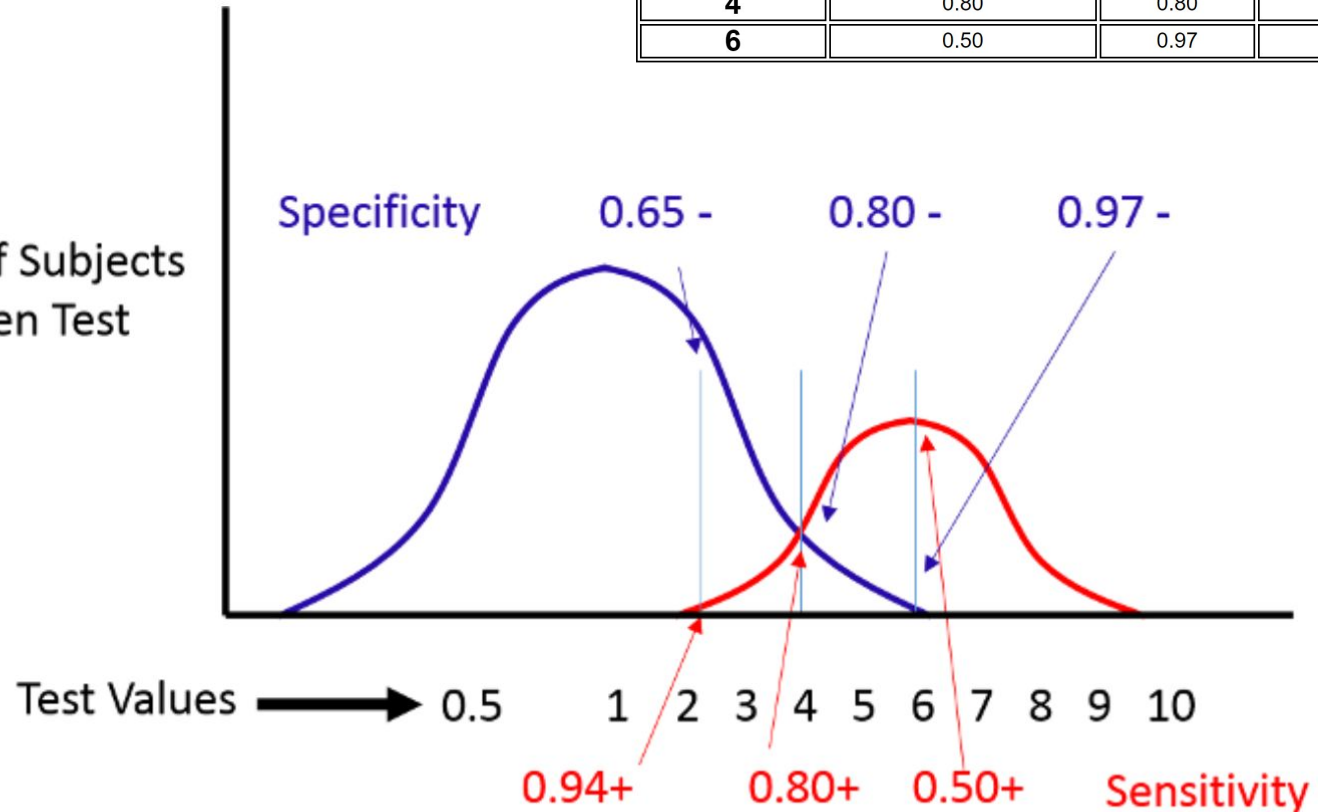 4 0.80 0.80
6 0.50 0.97
Specificity 0.65 - 0.80 - 0.97 -
f Subjects
en Test
Test Values 0.5 1 2 3 4 5 6 7 8 9 10
0.94+ 0.80+ 0.50+ Sensitivity